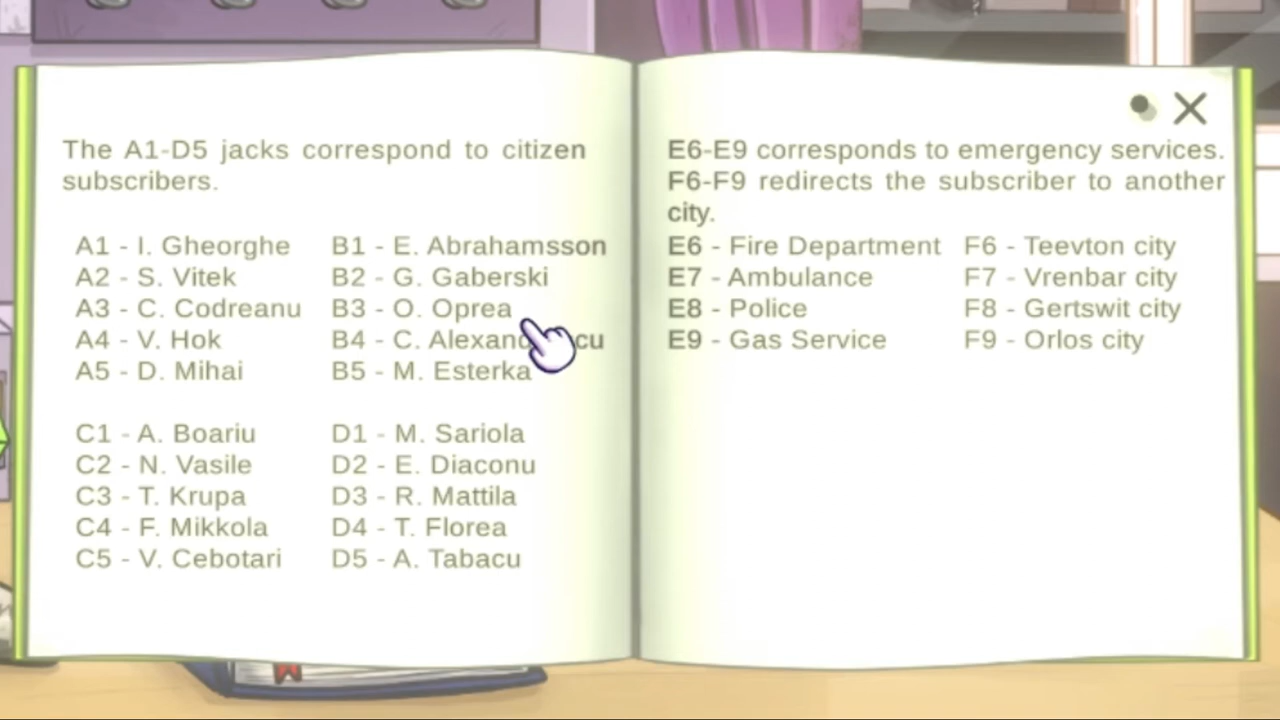 The A1-D5 jacks correspond to citizen
subscribers.
A1 - I. Gheorghe
A2 - S. Vitek
A3 - C. Codreanu
A4 - V. Hok
A5 - D. Mihai
B1 - E. Abrahamsson
B2 - G. Gaberski
B3 - O. Oprea
B4 - C.
B5 - M. Esterka
C1 - A. Boariu
C2 - N. Vasile
C3 - T. Krupa
C4 - F. Mikkola
C5 - V. Cebotari
D1 - M. Sariola
D2 - E. Diaconu
D3 - R. Mattila
D4 - T. Florea
D5 - A. Tabacu
E6-E9 corresponds to emergency services.
F6-F9 redirects the subscriber to another
city.
E6 - Fire Department
E7 - Ambulance
E8 - Police
E9 - Gas Service
F6 - Teevton city
F7 - Vrenbar city
F8 - Gertswit city
F9 - Orlos city